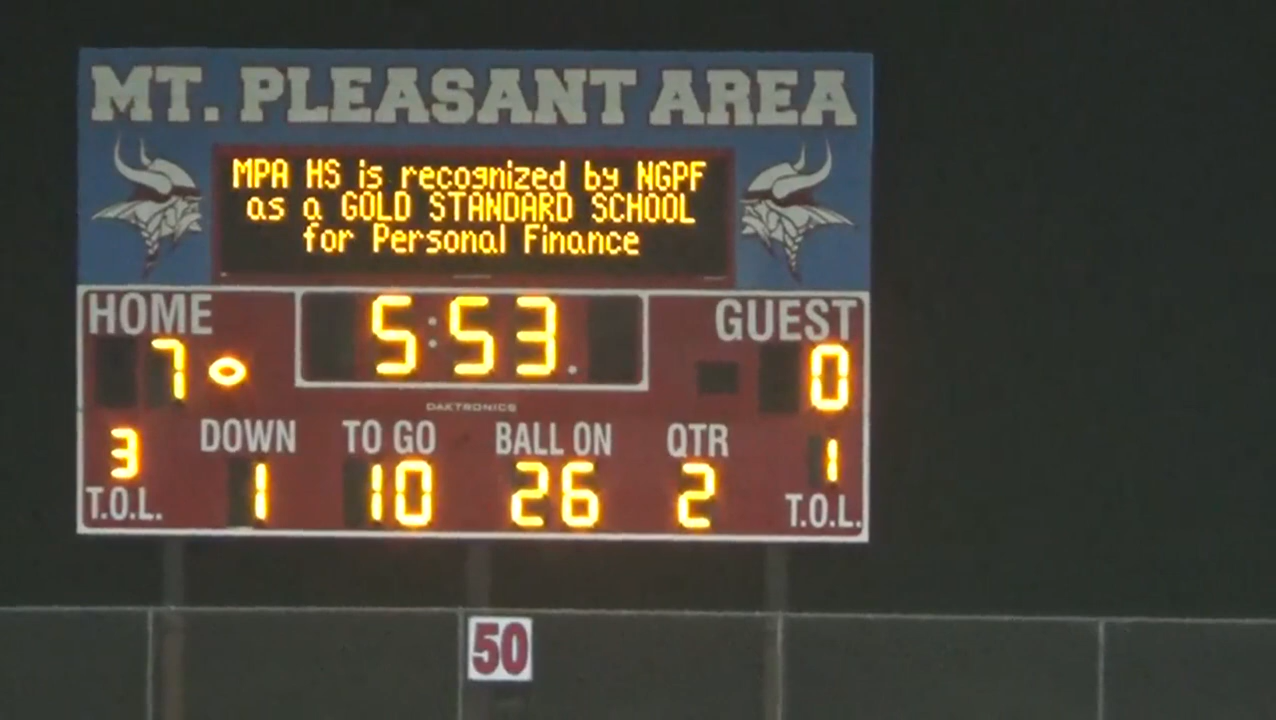 MT. PLEASANT AREA
MPA HS is recognized by NGPF
as a GOLD STANDARD SCHOOL
for Personal Finance
HOME
5:53.
GUEST
7
0
DAKTRONICS
3
DOWN
TO GO
BALL ON
QTR
1
T.O.L.
1
10
26
2
T.O.L.
50